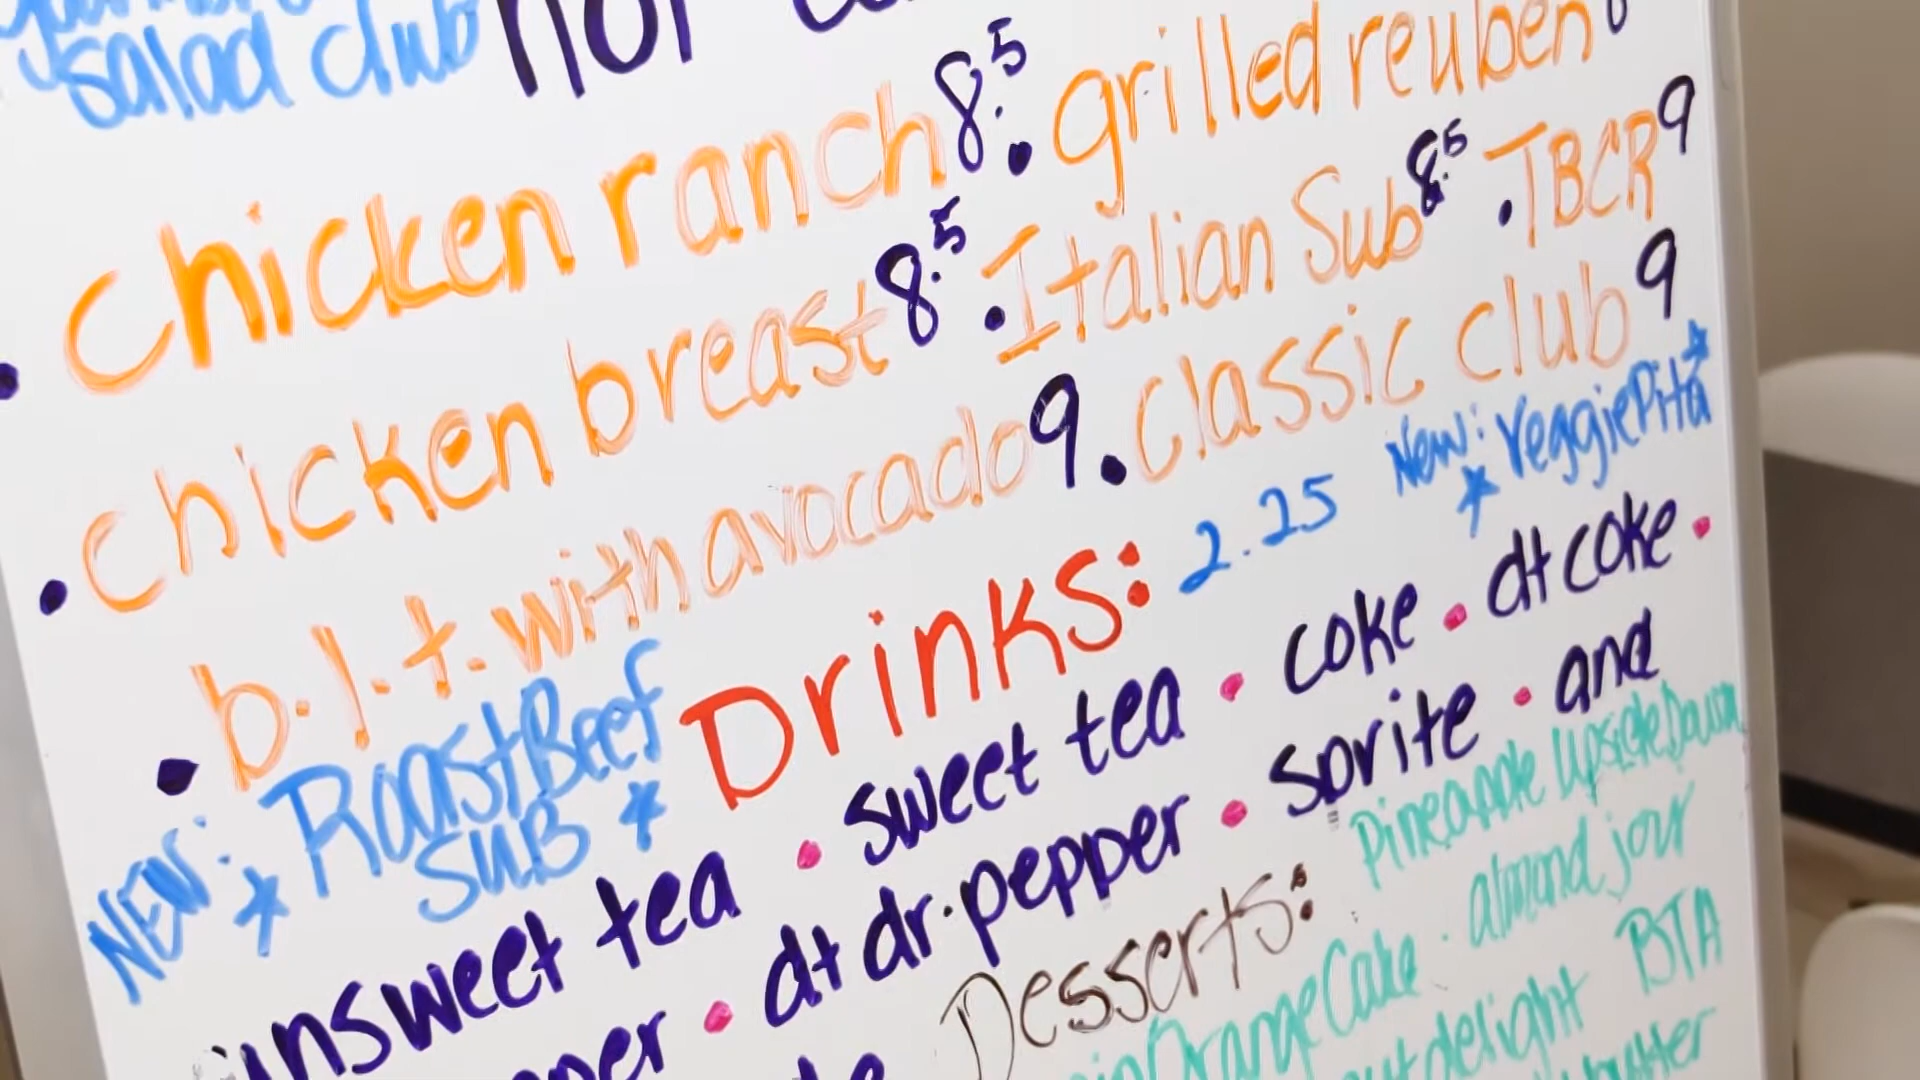 salad club
chicken ranch 8.5 • grilled reuben
• chicken breast 8.5 • Italian Sub 8.5 • TBCR 9
• b.l.t. with avocado 9 • classic club 9
NEW: * Roast Beef SUB *
New: * Veggie Pita *
Drinks: 2.25
unsweet tea • sweet tea • coke • dt coke •
• dt dr. pepper • sprite • and
Desserts: Pineapple Upside Down
Orange Cake • almond jour
delight BTA